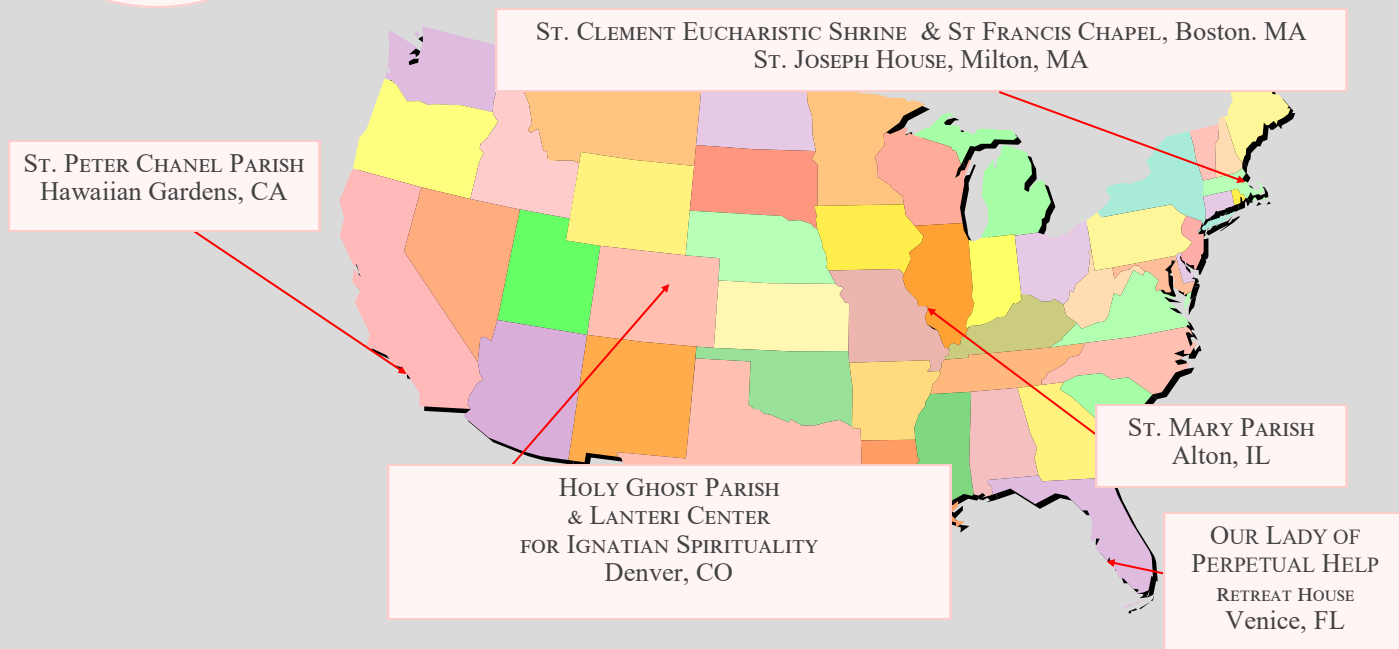 St. Clement Eucharistic Shrine & St Francis Chapel, Boston. MA
St. Joseph House, Milton, MA
St. Peter Chanel Parish
Hawaiian Gardens, CA
St. Mary Parish
Alton, IL
Holy Ghost Parish
& Lanteri Center
for Ignatian Spirituality
Denver, CO
Our Lady of
Perpetual Help
Retreat House
Venice, FL